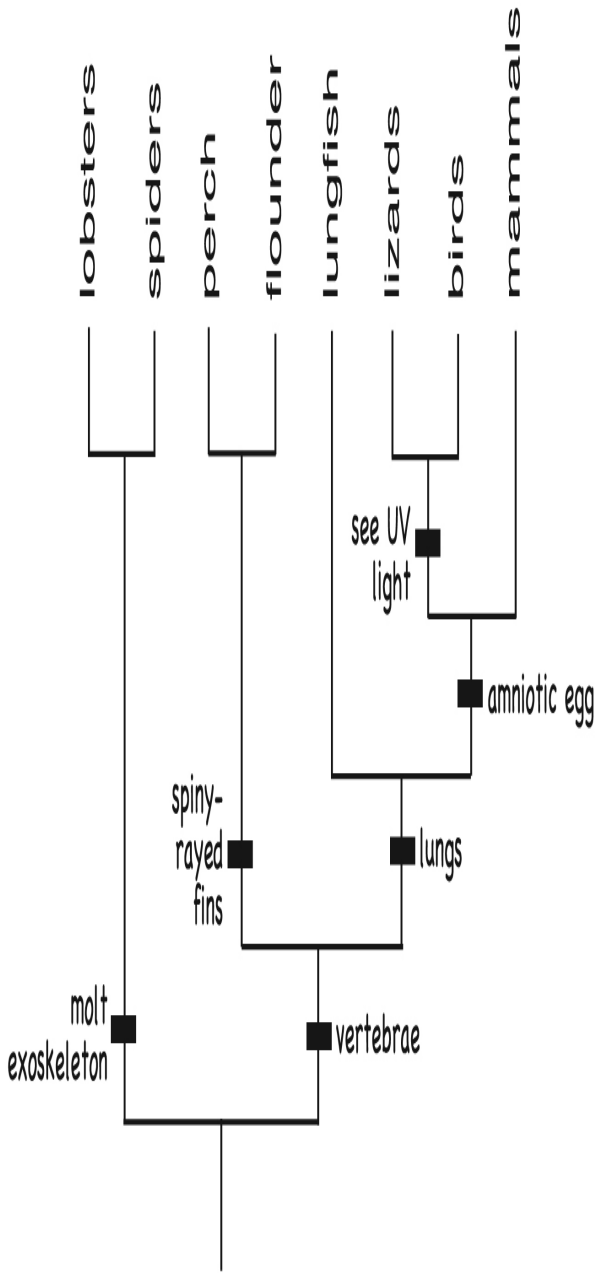 lobsters
spiders
perch
flounder
lungfish
lizards
birds
mammals
see UV
light
amniotic egg
spiny-
rayed
fins
lungs
molt
exoskeleton
vertebrae